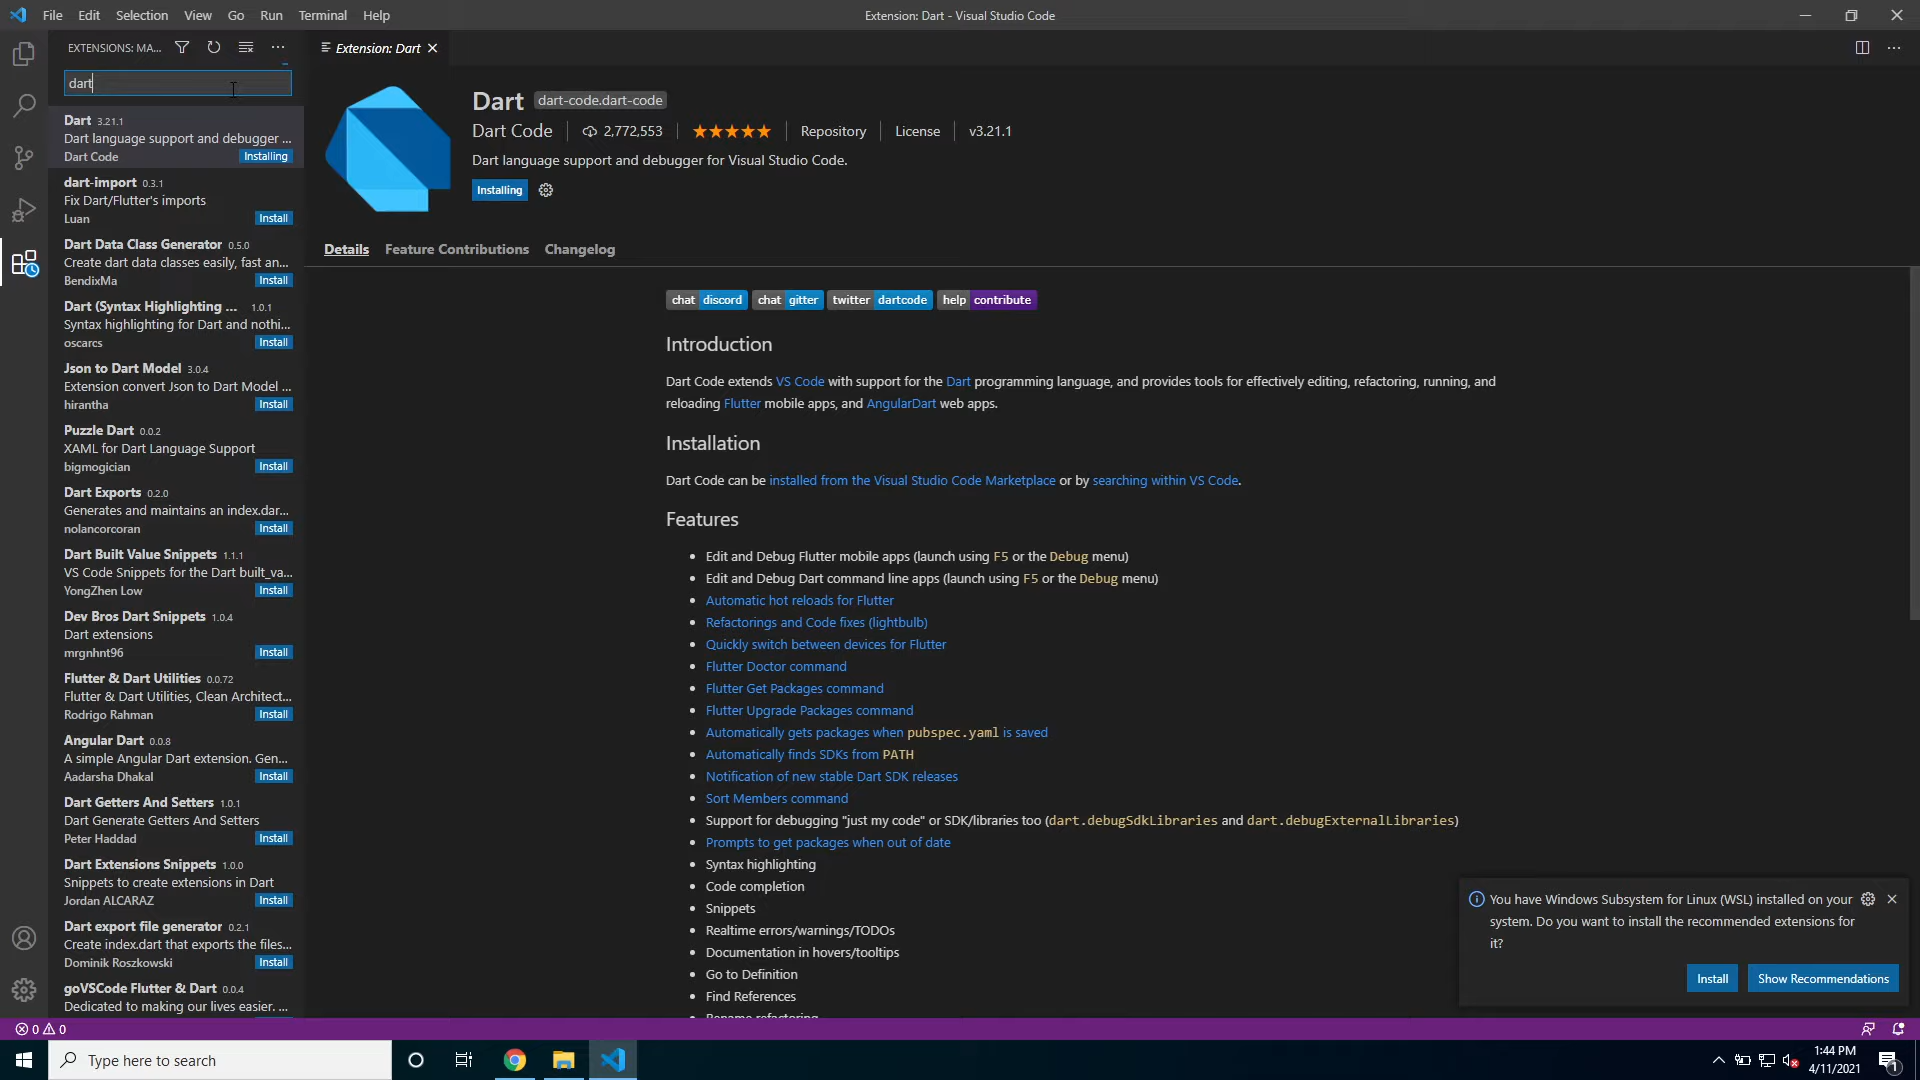 File Edit Selection View Go Run Terminal Help
Extension: Dart - Visual Studio Code
EXTENSIONS: MA...
dart
Dart 3.21.1
Dart language support and debugger ...
Dart Code Installing
dart-import 0.3.1
Fix Dart/Flutter's imports
Luan Install
Dart Data Class Generator 0.5.0
Create dart data classes easily, fast an...
BendixMa Install
Dart (Syntax Highlighting ... 1.0.1
Syntax highlighting for Dart and nothi...
oscarcs Install
Json to Dart Model 3.0.4
Extension convert Json to Dart Model ...
hirantha Install
Puzzle Dart 0.0.2
XAML for Dart Language Support
bigmogician Install
Dart Exports 0.2.0
Generates and maintains an index.dar...
nolancorcoran Install
Dart Built Value Snippets 1.1.1
VS Code Snippets for the Dart built_va...
YongZhen Low Install
Dev Bros Dart Snippets 1.0.4
Dart extensions
mrgnhnt96 Install
Flutter & Dart Utilities 0.0.72
Flutter & Dart Utilities, Clean Architect...
Rodrigo Rahman Install
Angular Dart 0.0.8
A simple Angular Dart extension. Gen...
Aadarsha Dhakal Install
Dart Getters And Setters 1.0.1
Dart Generate Getters And Setters
Peter Haddad Install
Dart Extensions Snippets 1.0.0
Snippets to create extensions in Dart
Jordan ALCARAZ Install
Dart export file generator 0.2.1
Create index.dart that exports the files...
Dominik Roszkowski Install
goVSCode Flutter & Dart 0.0.4
Dedicated to making our lives easier. ...
Extension: Dart
Dart dart-code.dart-code
Dart Code 2,772,553 ★★★★★ Repository License v3.21.1
Dart language support and debugger for Visual Studio Code.
Installing
Details Feature Contributions Changelog
chat discord chat gitter twitter dartcode help contribute
Introduction
Dart Code extends VS Code with support for the Dart programming language, and provides tools for effectively editing, refactoring, running, and
reloading Flutter mobile apps, and AngularDart web apps.
Installation
Dart Code can be installed from the Visual Studio Code Marketplace or by searching within VS Code.
Features
• Edit and Debug Flutter mobile apps (launch using F5 or the Debug menu)
• Edit and Debug Dart command line apps (launch using F5 or the Debug menu)
• Automatic hot reloads for Flutter
• Refactorings and Code fixes (lightbulb)
• Quickly switch between devices for Flutter
• Flutter Doctor command
• Flutter Get Packages command
• Flutter Upgrade Packages command
• Automatically gets packages when pubspec.yaml is saved
• Automatically finds SDKs from PATH
• Notification of new stable Dart SDK releases
• Sort Members command
• Support for debugging "just my code" or SDK/libraries too (dart.debugSdkLibraries and dart.debugExternalLibraries)
• Prompts to get packages when out of date
• Syntax highlighting
• Code completion
• Snippets
• Realtime errors/warnings/TODOs
• Documentation in hovers/tooltips
• Go to Definition
• Find References
Rename refactoring
You have Windows Subsystem for Linux (WSL) installed on your
system. Do you want to install the recommended extensions for
it?
Install Show Recommendations
0 0
Type here to search
1:44 PM
4/11/2021
1